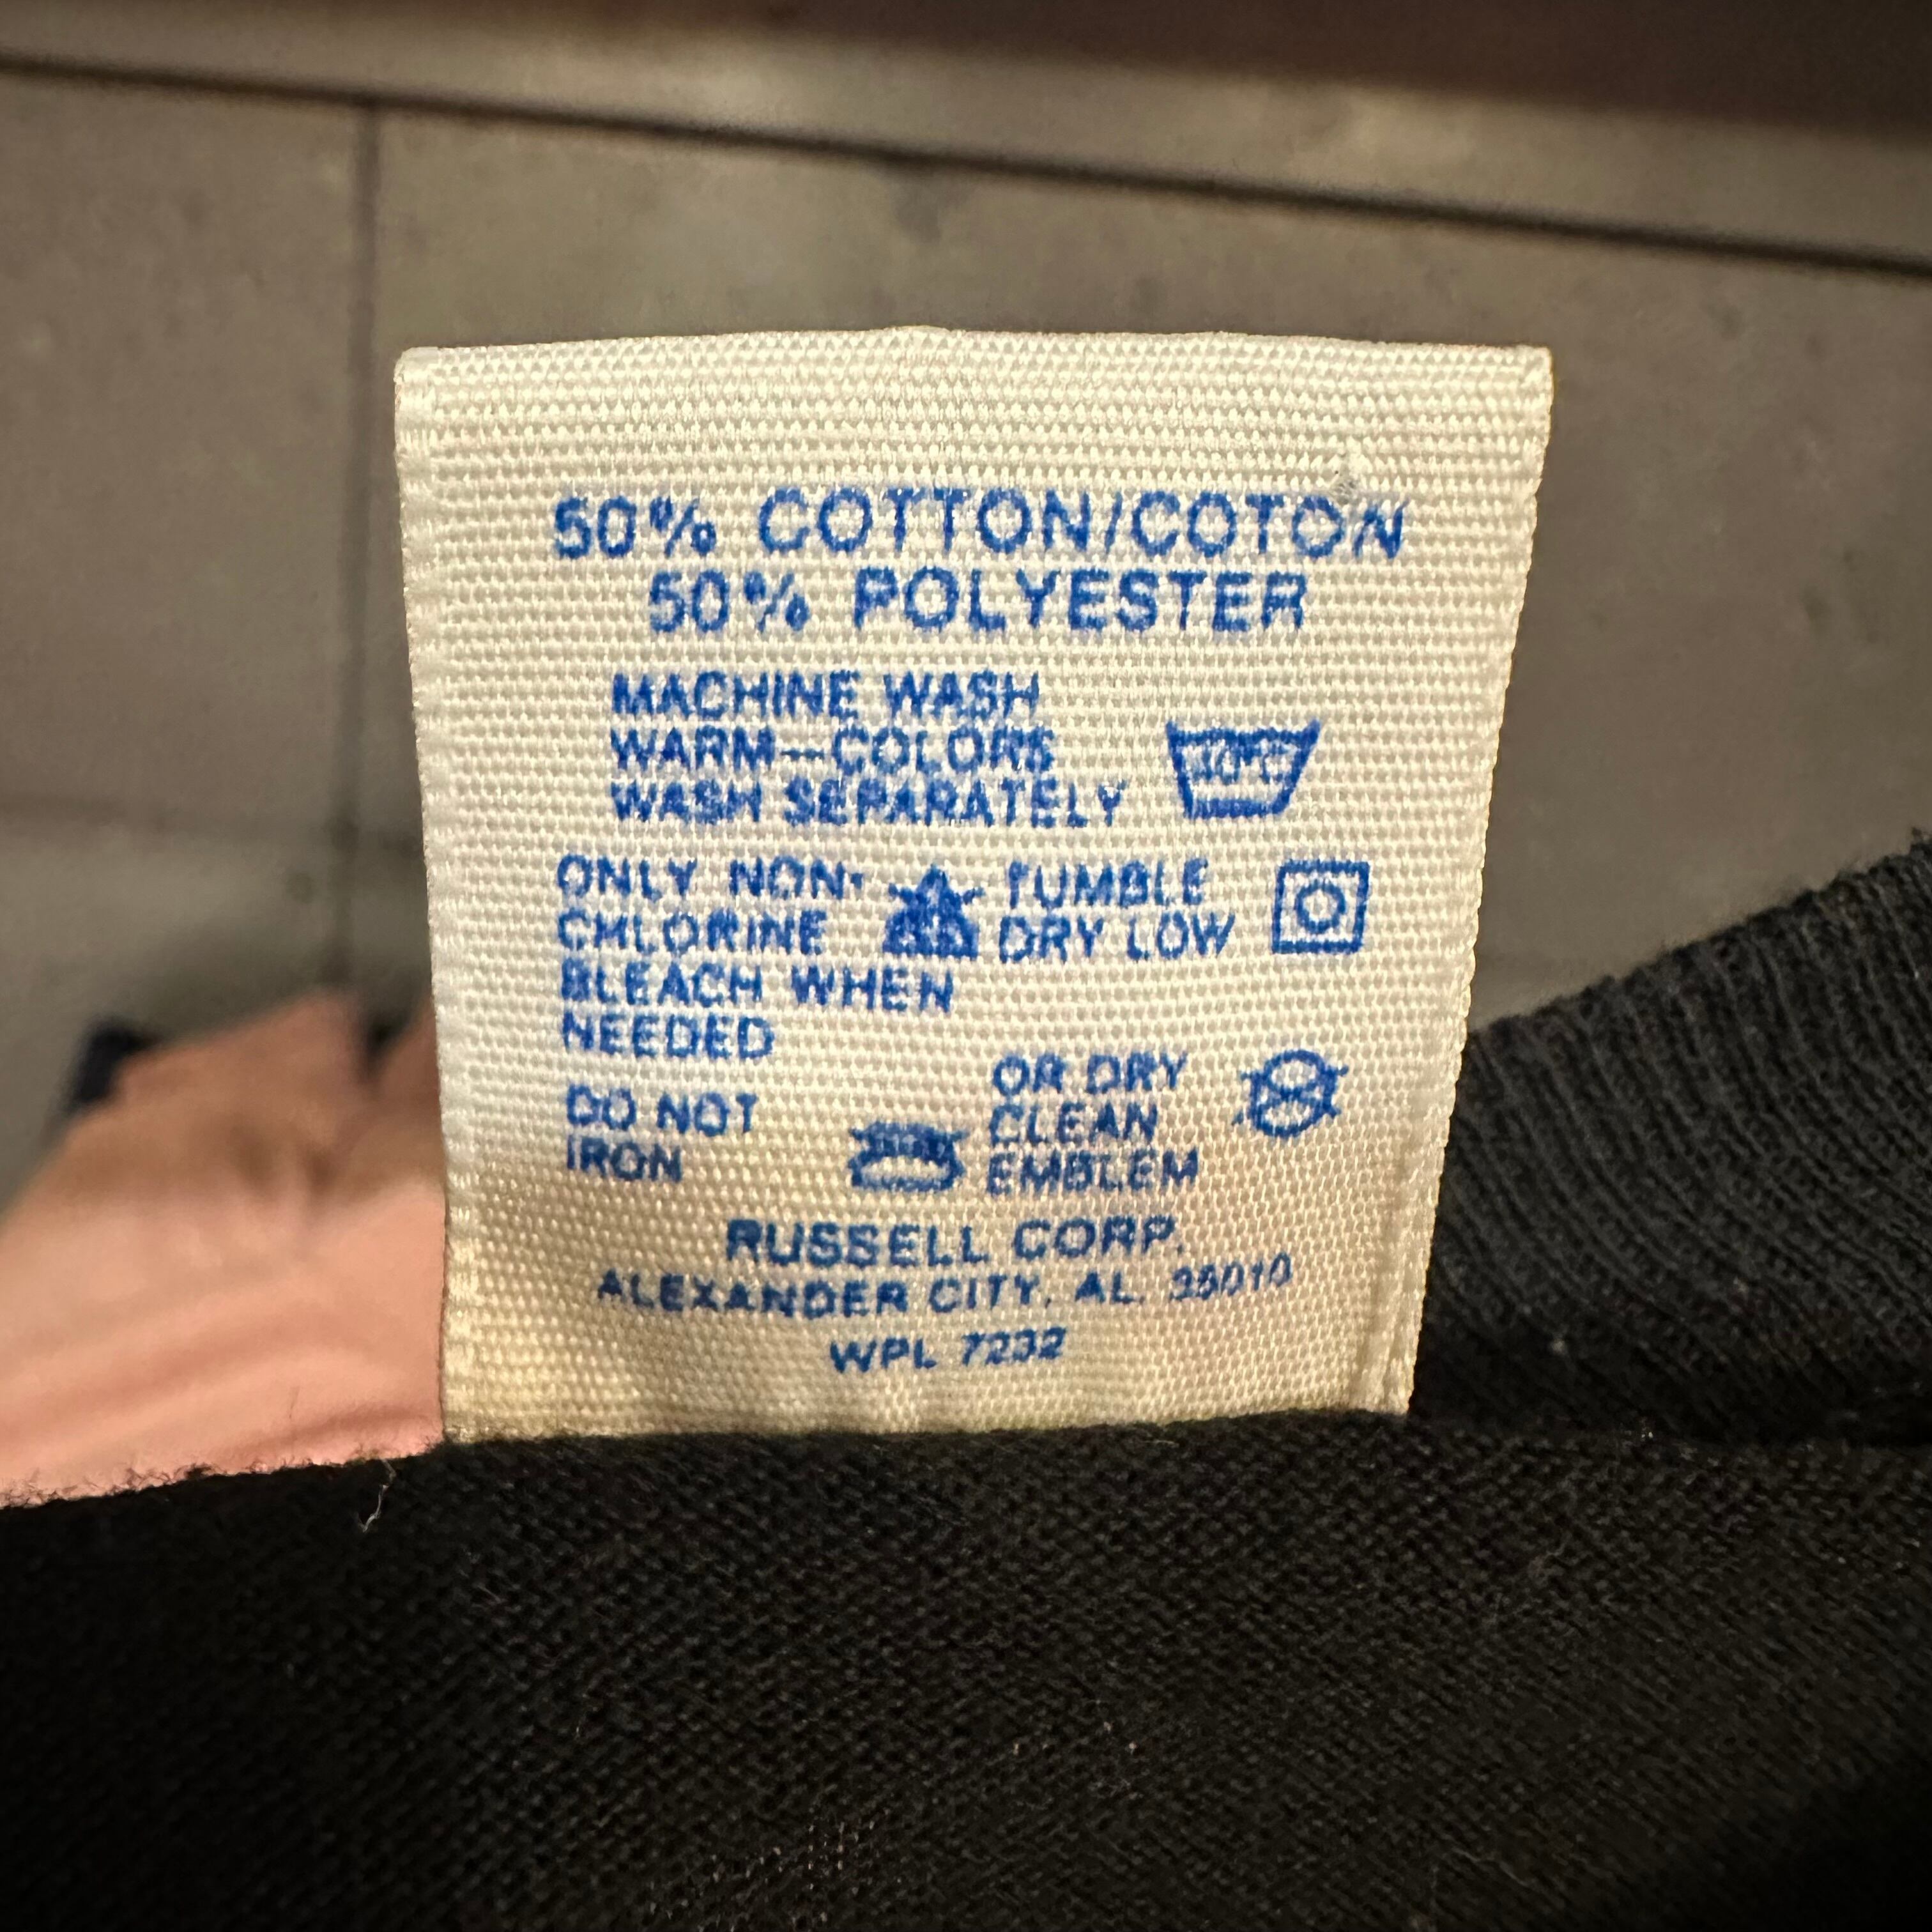 50% COTTON/COTON
50% POLYESTER
MACHINE WASH
WARM—COLORS
WASH SEPARATELY
40°C
ONLY NON-
CHLORINE
BLEACH WHEN
NEEDED
TUMBLE
DRY LOW
DO NOT
IRON
OR DRY
CLEAN
EMBLEM
RUSSELL CORP.
ALEXANDER CITY, AL. 35010
WPL 7232